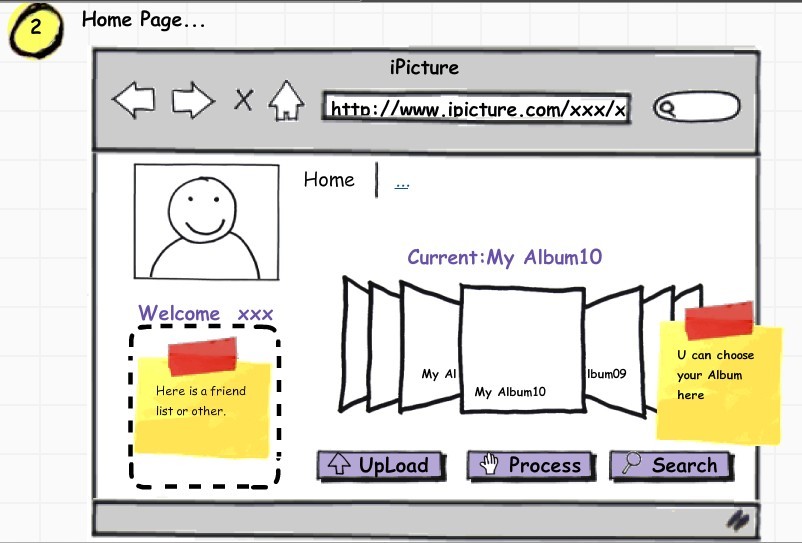 2
Home Page...
iPicture
X
http://www.ipicture.com/xxx/x
Home | ...
Current:My Album10
Welcome xxx
Here is a friend
list or other.
My Al
My Album10
lbum09
U can choose
your Album
here
UpLoad
Process
Search